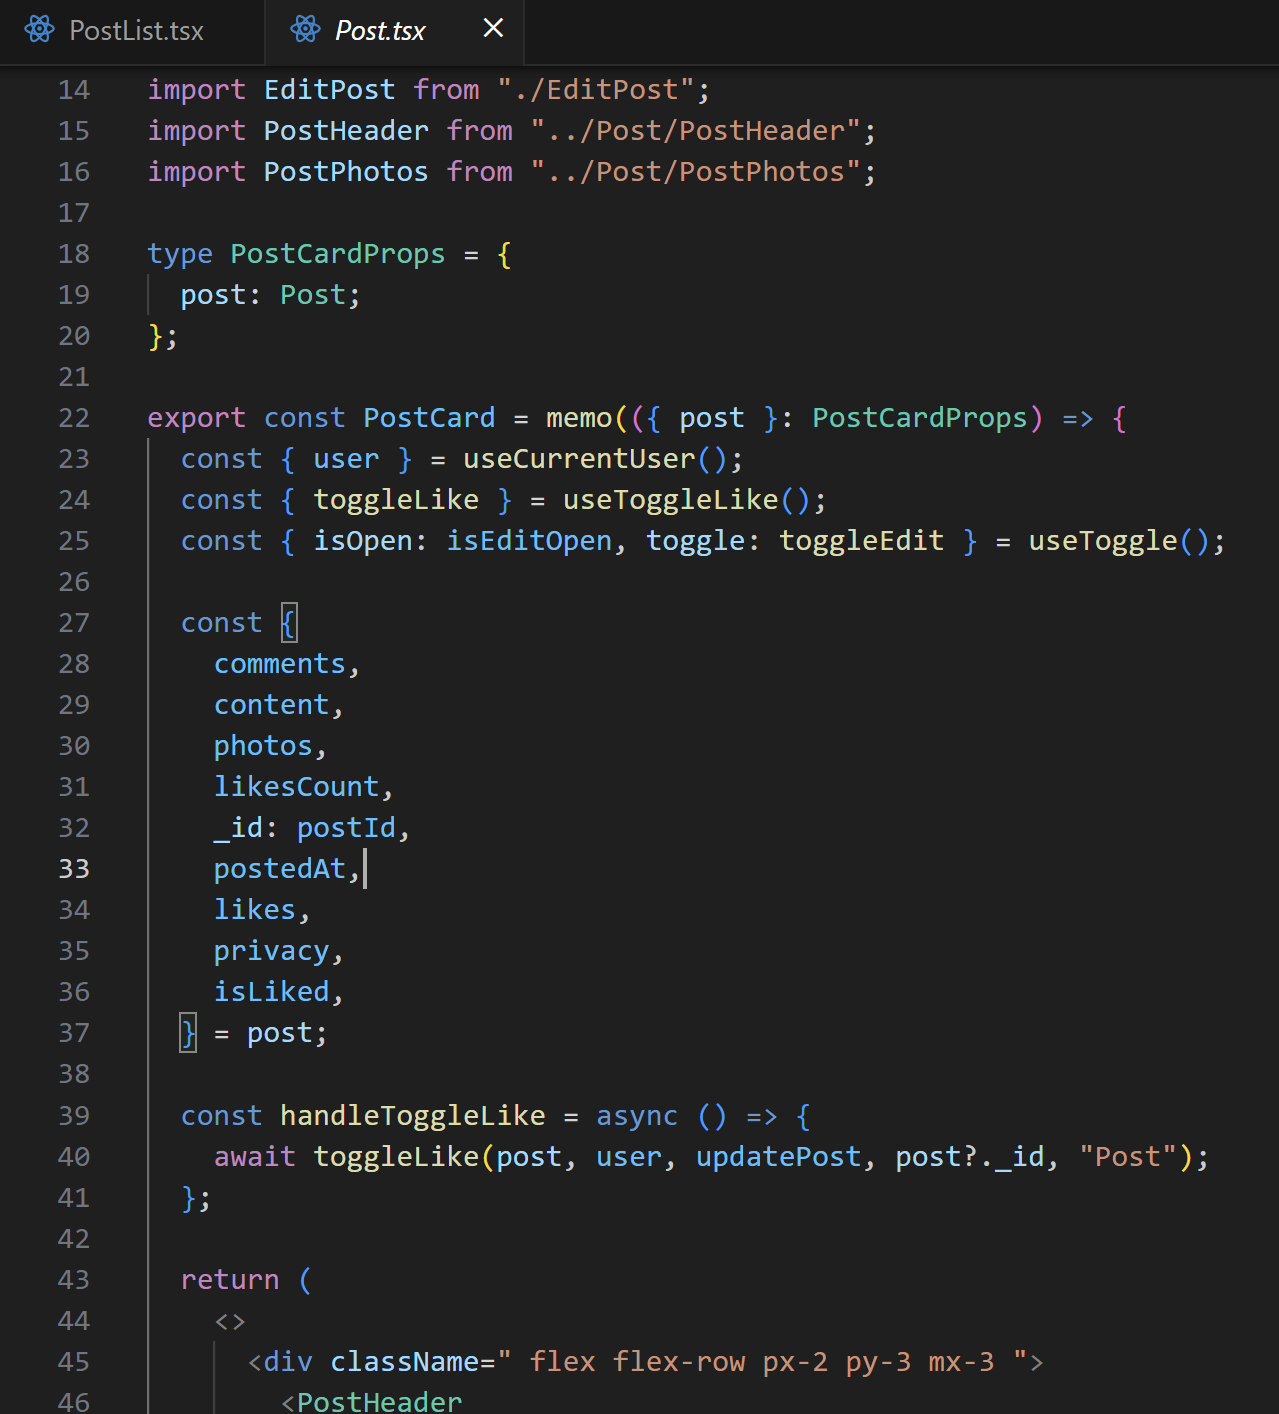 PostList.tsx
Post.tsx
14 import EditPost from "./EditPost";
15 import PostHeader from "../Post/PostHeader";
16 import PostPhotos from "../Post/PostPhotos";
17
18 type PostCardProps = {
19   post: Post;
20 };
21
22 export const PostCard = memo(({ post }: PostCardProps) => {
23   const { user } = useCurrentUser();
24   const { toggleLike } = useToggleLike();
25   const { isOpen: isEditOpen, toggle: toggleEdit } = useToggle();
26
27   const {
28     comments,
29     content,
30     photos,
31     likesCount,
32     _id: postId,
33     postedAt,
34     likes,
35     privacy,
36     isLiked,
37   } = post;
38
39   const handleToggleLike = async () => {
40     await toggleLike(post, user, updatePost, post?._id, "Post");
41   };
42
43   return (
44     <>
45       <div className=" flex flex-row px-2 py-3 mx-3 ">
46         <PostHeader